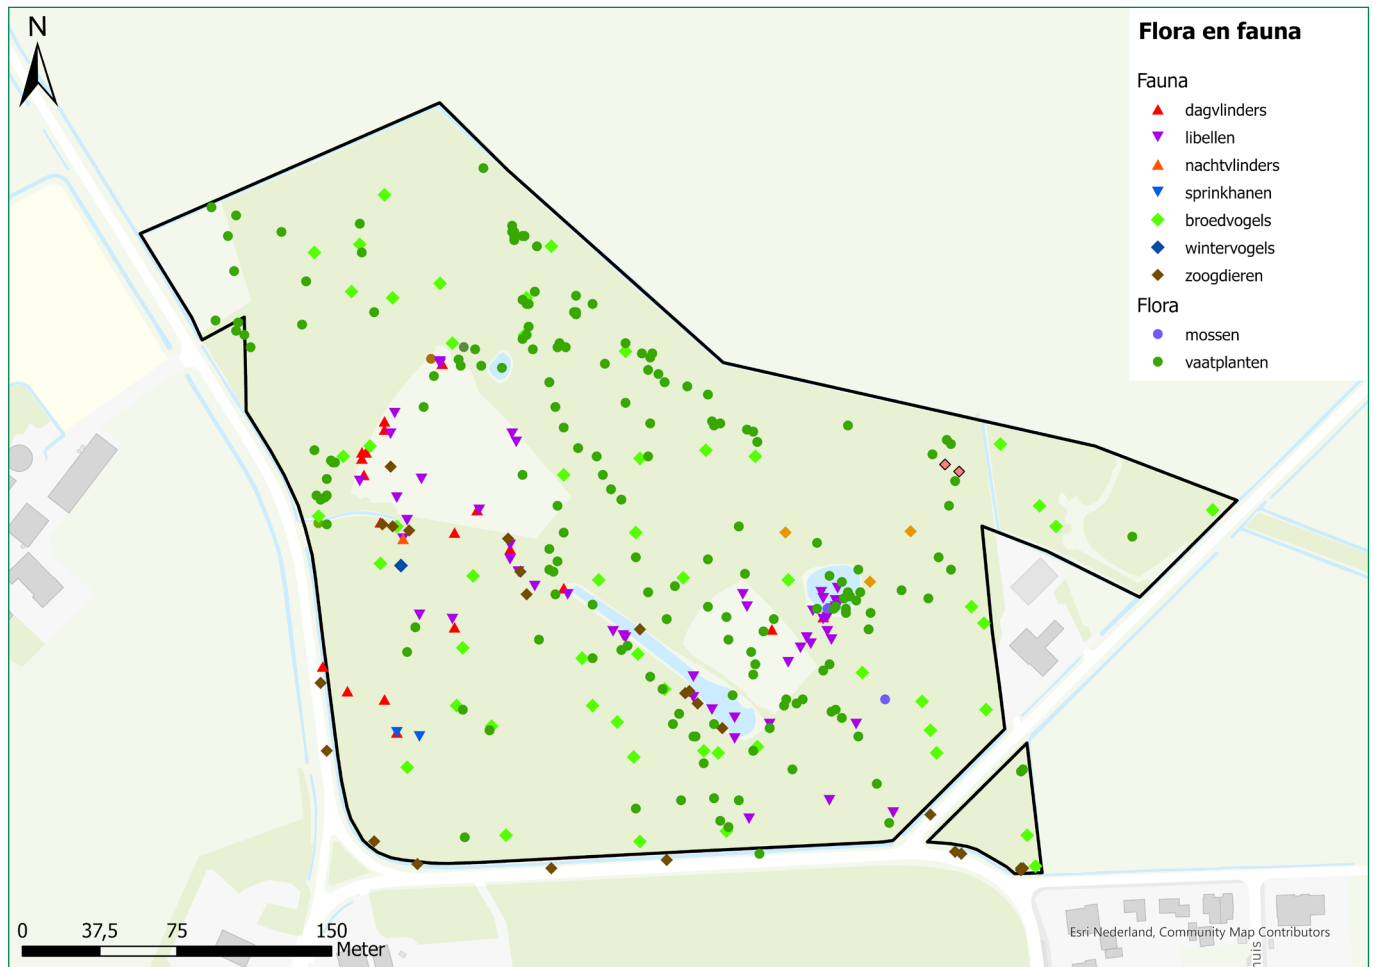 N
Flora en fauna
Fauna
dagvlinders
libellen
nachtvlinders
sprinkhanen
broedvogels
wintervogels
zoogdieren
Flora
mossen
vaatplanten
0 37,5 75 150
Meter
Esri Nederland, Community Map Contributors
huis